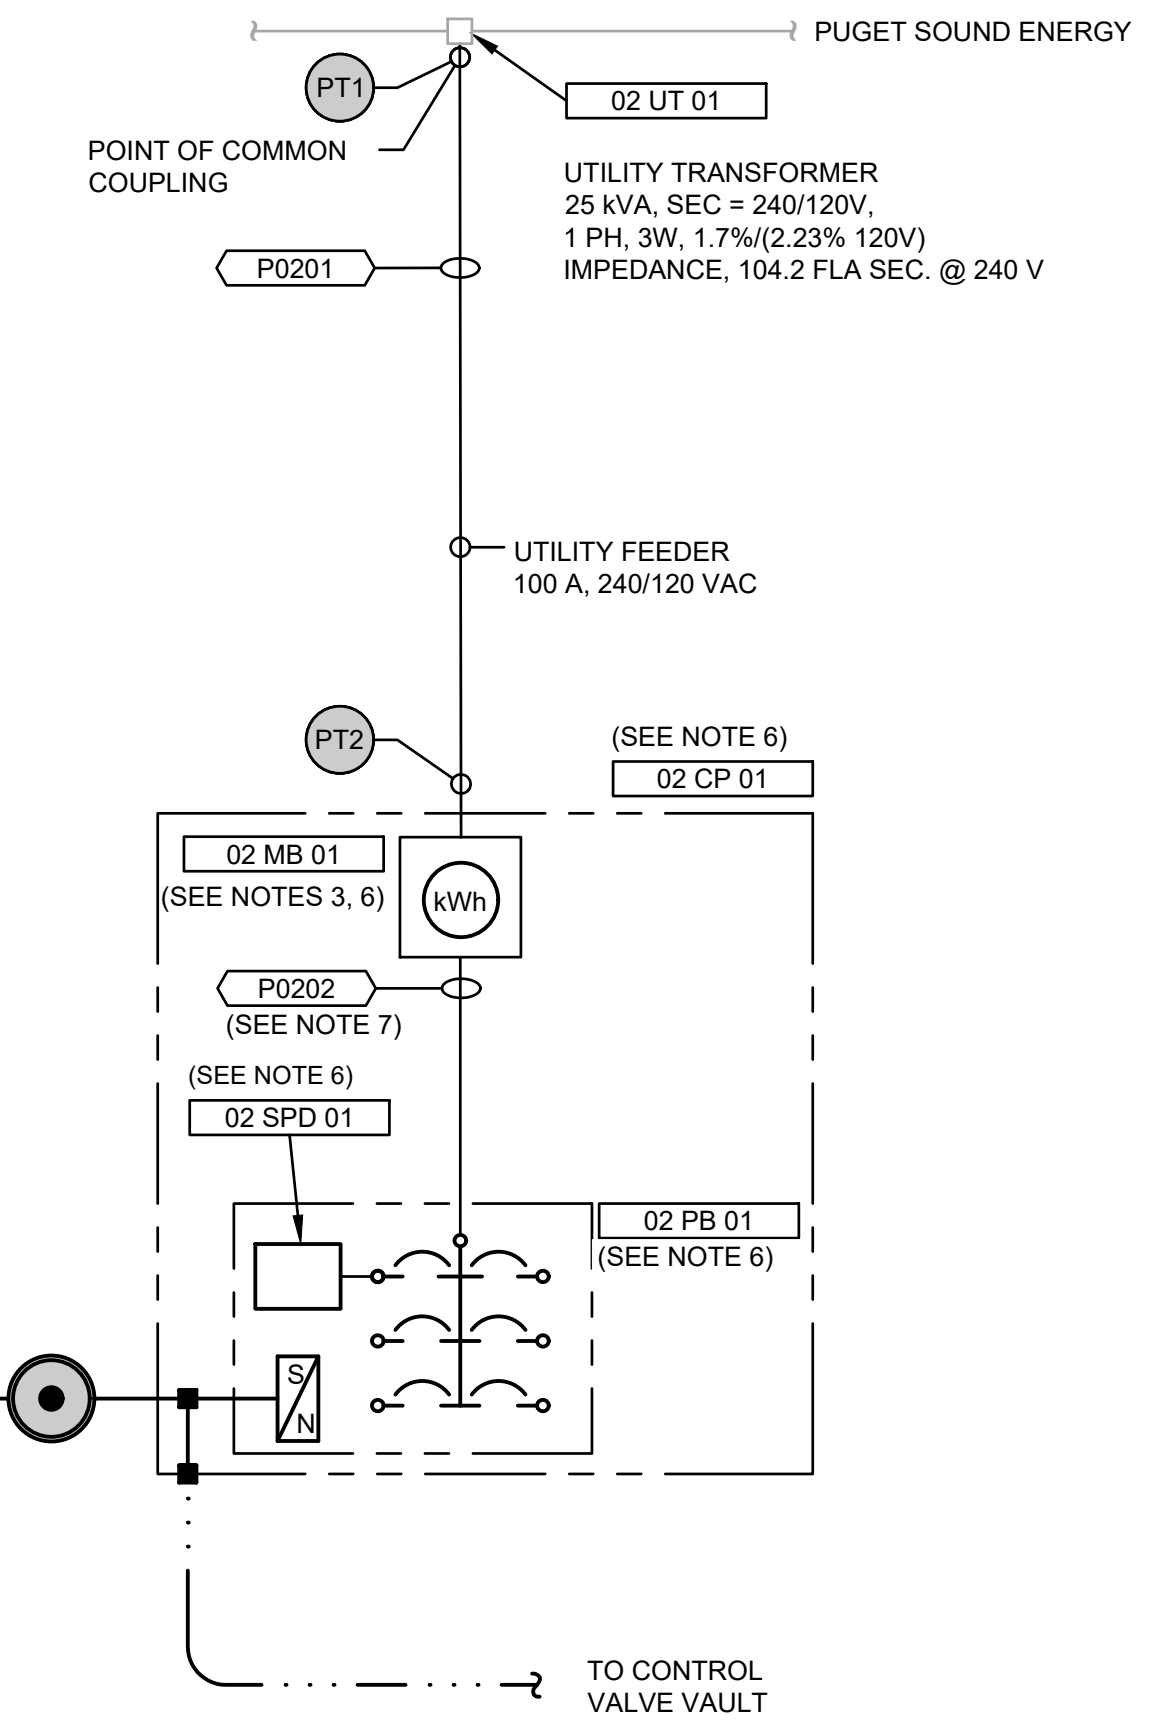 PUGET SOUND ENERGY
PT1
02 UT 01
POINT OF COMMON
COUPLING
UTILITY TRANSFORMER
25 kVA, SEC = 240/120V,
1 PH, 3W, 1.7%/(2.23% 120V)
IMPEDANCE, 104.2 FLA SEC. @ 240 V
P0201
UTILITY FEEDER
100 A, 240/120 VAC
PT2
(SEE NOTE 6)
02 CP 01
02 MB 01
(SEE NOTES 3, 6)
kWh
P0202
(SEE NOTE 7)
(SEE NOTE 6)
02 SPD 01
02 PB 01
(SEE NOTE 6)
S
N
TO CONTROL
VALVE VAULT